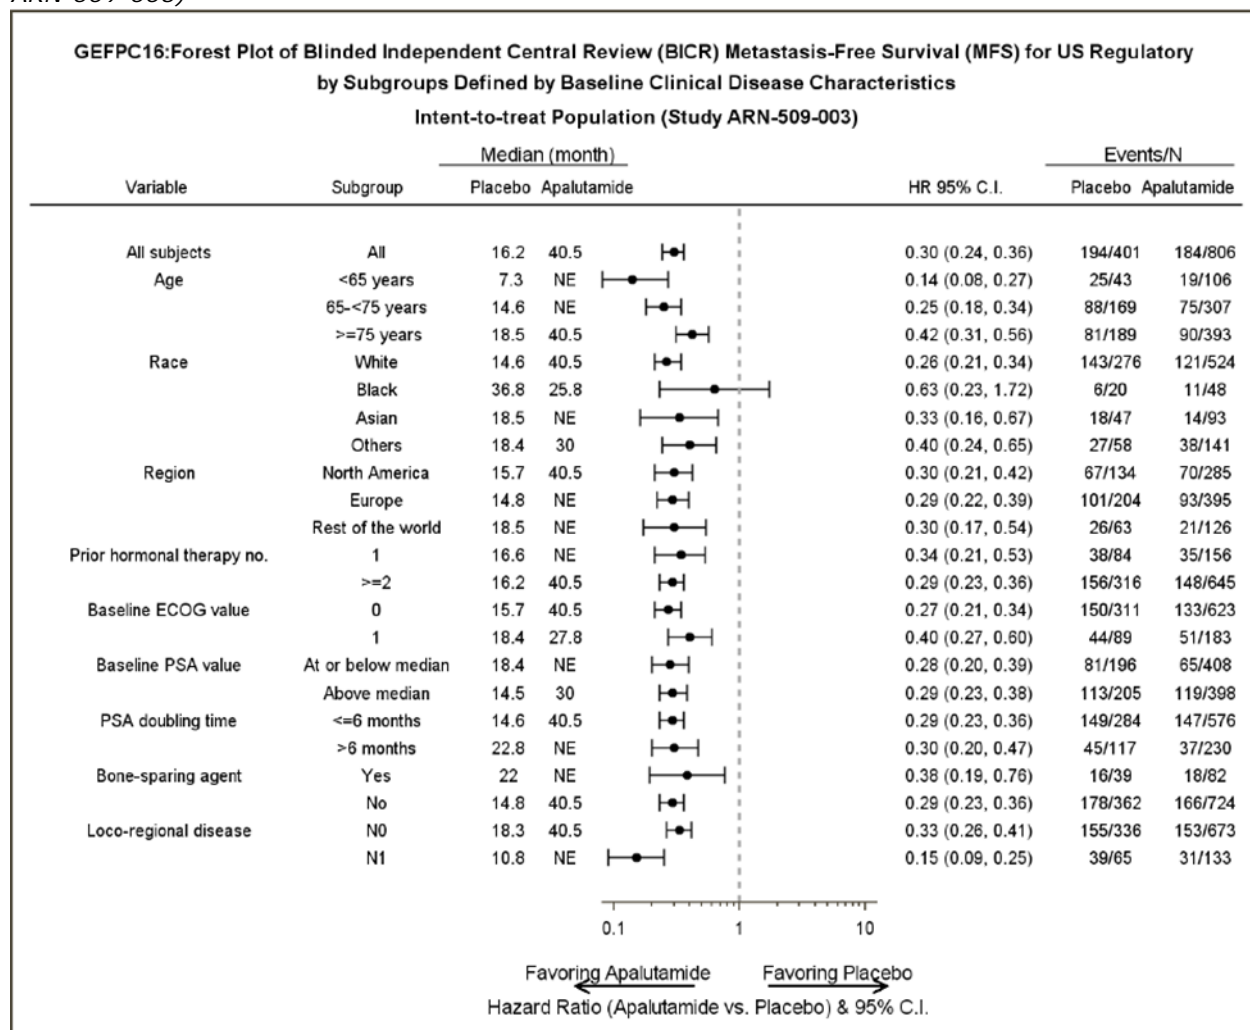 GEFPC16:Forest Plot of Blinded Independent Central Review (BICR) Metastasis-Free Survival (MFS) for US Regulatory
by Subgroups Defined by Baseline Clinical Disease Characteristics
Intent-to-treat Population (Study ARN-509-003)
Median (month) Events/N
Variable Subgroup Placebo Apalutamide HR 95% C.I. Placebo Apalutamide
All subjects All 16.2 40.5 0.30 (0.24, 0.36) 194/401 184/806
Age <65 years 7.3 NE 0.14 (0.08, 0.27) 25/43 19/106
65-<75 years 14.6 NE 0.25 (0.18, 0.34) 88/169 75/307
>=75 years 18.5 40.5 0.42 (0.31, 0.56) 81/189 90/393
Race White 14.6 40.5 0.26 (0.21, 0.34) 143/276 121/524
Black 36.8 25.8 0.63 (0.23, 1.72) 6/20 11/48
Asian 18.5 NE 0.33 (0.16, 0.67) 18/47 14/93
Others 18.4 30 0.40 (0.24, 0.65) 27/58 38/141
Region North America 15.7 40.5 0.30 (0.21, 0.42) 67/134 70/285
Europe 14.8 NE 0.29 (0.22, 0.39) 101/204 93/395
Rest of the world 18.5 NE 0.30 (0.17, 0.54) 26/63 21/126
Prior hormonal therapy no. 1 16.6 NE 0.34 (0.21, 0.53) 38/84 35/156
>=2 16.2 40.5 0.29 (0.23, 0.36) 156/316 148/645
Baseline ECOG value 0 15.7 40.5 0.27 (0.21, 0.34) 150/311 133/623
1 18.4 27.8 0.40 (0.27, 0.60) 44/89 51/183
Baseline PSA value At or below median 18.4 NE 0.28 (0.20, 0.39) 81/196 65/408
Above median 14.5 30 0.29 (0.23, 0.38) 113/205 119/398
PSA doubling time <=6 months 14.6 40.5 0.29 (0.23, 0.36) 149/284 147/576
>6 months 22.8 NE 0.30 (0.20, 0.47) 45/117 37/230
Bone-sparing agent Yes 22 NE 0.38 (0.19, 0.76) 16/39 18/82
No 14.8 40.5 0.29 (0.23, 0.36) 178/362 166/724
Loco-regional disease N0 18.3 40.5 0.33 (0.26, 0.41) 155/336 153/673
N1 10.8 NE 0.15 (0.09, 0.25) 39/65 31/133
0.1 1 10
Favoring Apalutamide Favoring Placebo
Hazard Ratio (Apalutamide vs. Placebo) & 95% C.I.